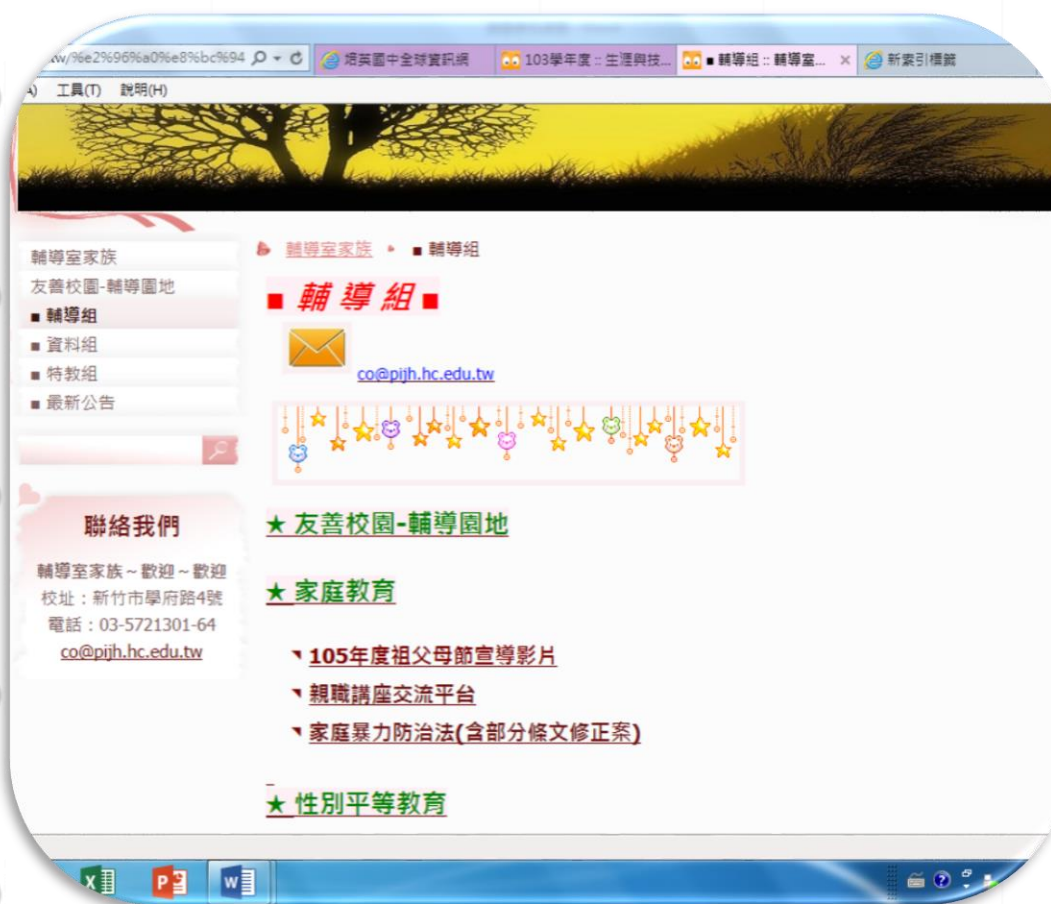 w/%e2%96%a0%e8%bc%94
培英國中全球資訊網
103學年度 :: 生涯與技...
■ 輔導組 :: 輔導室...
新索引標籤
工具(T) 說明(H)
輔導室家族
友善校園-輔導園地
■ 輔導組
■ 資料組
■ 特教組
■ 最新公告
聯絡我們
輔導室家族～歡迎～歡迎
校址：新竹市學府路4號
電話：03-5721301-64
co@pijh.hc.edu.tw
輔導室家族 ■ 輔導組
■ 輔 導 組 ■
co@pijh.hc.edu.tw
★ 友善校園-輔導園地
★ 家庭教育
105年度祖父母節宣導影片
親職講座交流平台
家庭暴力防治法(含部分條文修正案)
★ 性別平等教育